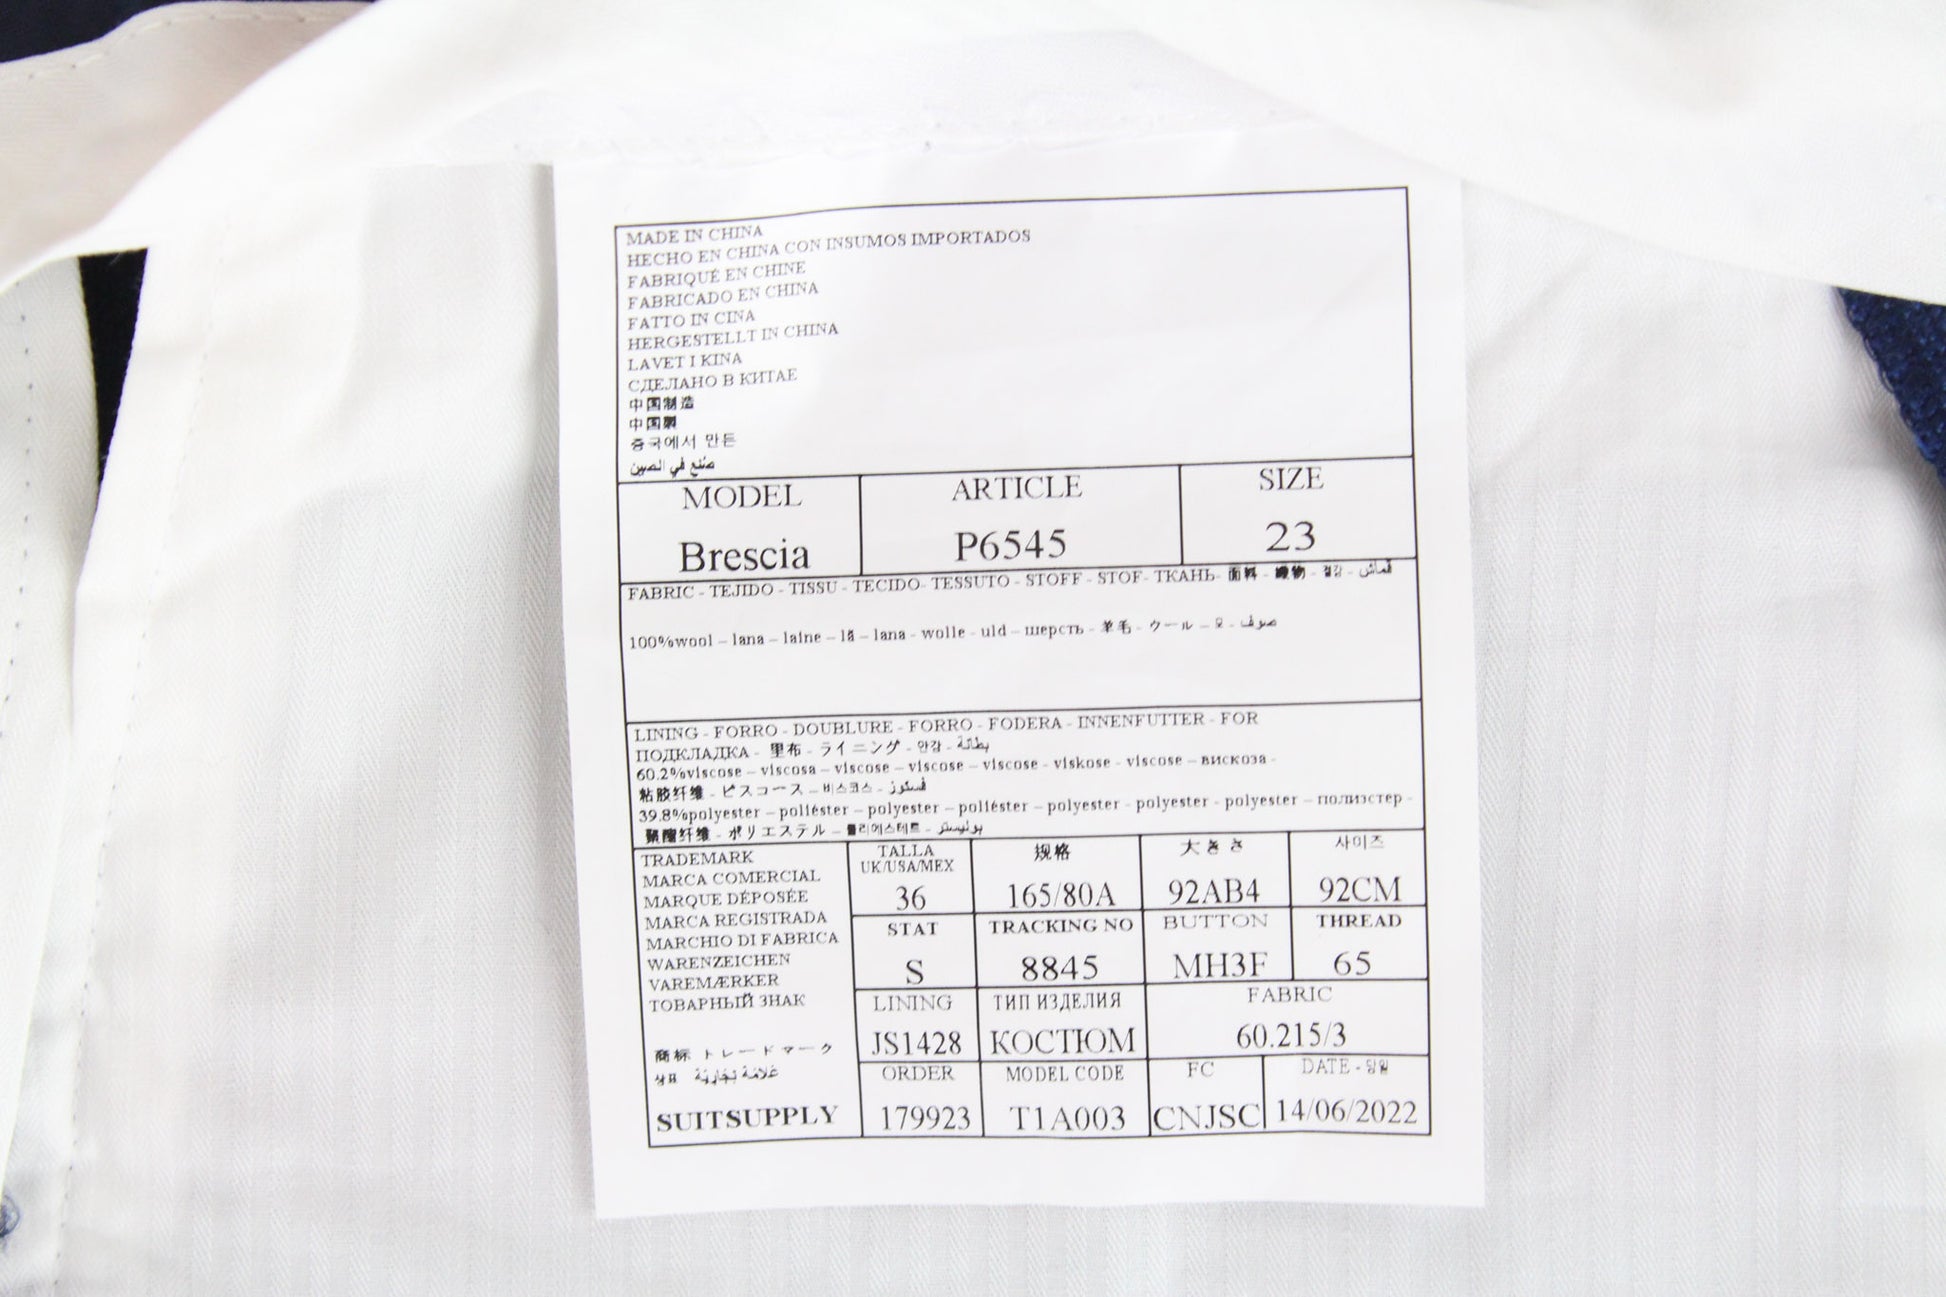 MADE IN CHINA
HECHO EN CHINA CON INSUMOS IMPORTADOS
FABRIQUÉ EN CHINE
FABRICADO EN CHINA
FATTO IN CINA
HERGESTELLT IN CHINA
LAVET I KINA
СДЕЛАНО В КИТАЕ
中国制造
中国製
중국에서 만든
صنع في الصين
MODEL ARTICLE SIZE
Brescia P6545 23
FABRIC - TEJIDO - TISSU - TECIDO- TESSUTO - STOFF - STOF- ТКАНЬ- 面料 - 織物 - 질감 - قماش
100%wool – lana – laine – lã – lana - wolle - uld – шерсть - 羊毛 - ウール – 모 - صوف
LINING - FORRO - DOUBLURE - FORRO - FODERA - INNENFUTTER - FOR
ПОДКЛАДКА - 里布 - ライニング - 안감 - بطانة
60.2%viscose – viscosa – viscose – viscose – viscose - viskose - viscose – вискоза -
粘胶纤维 - ビスコース – 비스코스 - فسكوز
39.8%polyester – poliéster – polyester – poliéster – polyester - polyester - polyester – полиэстер -
聚酯纤维 - ポリエステル – 폴리에스테르 - بوليستر
TRADEMARK
MARCA COMERCIAL
MARQUE DÉPOSÉE
MARCA REGISTRADA
MARCHIO DI FABRICA
WARENZEICHEN
VAREMÆRKER
ТОВАРНЫЙ ЗНАК
商标 トレードマーク
상표 علامة تجارية
SUITSUPPLY
TALLA 规格 大きさ 사이즈
UK/USA/MEX
36 165/80A 92AB4 92CM
STAT TRACKING NO BUTTON THREAD
S 8845 MH3F 65
LINING ТИП ИЗДЕЛИЯ FABRIC
JS1428 КОСТЮМ 60.215/3
ORDER MODEL CODE FC DATE -
179923 T1A003 CNJSC 14/06/2022